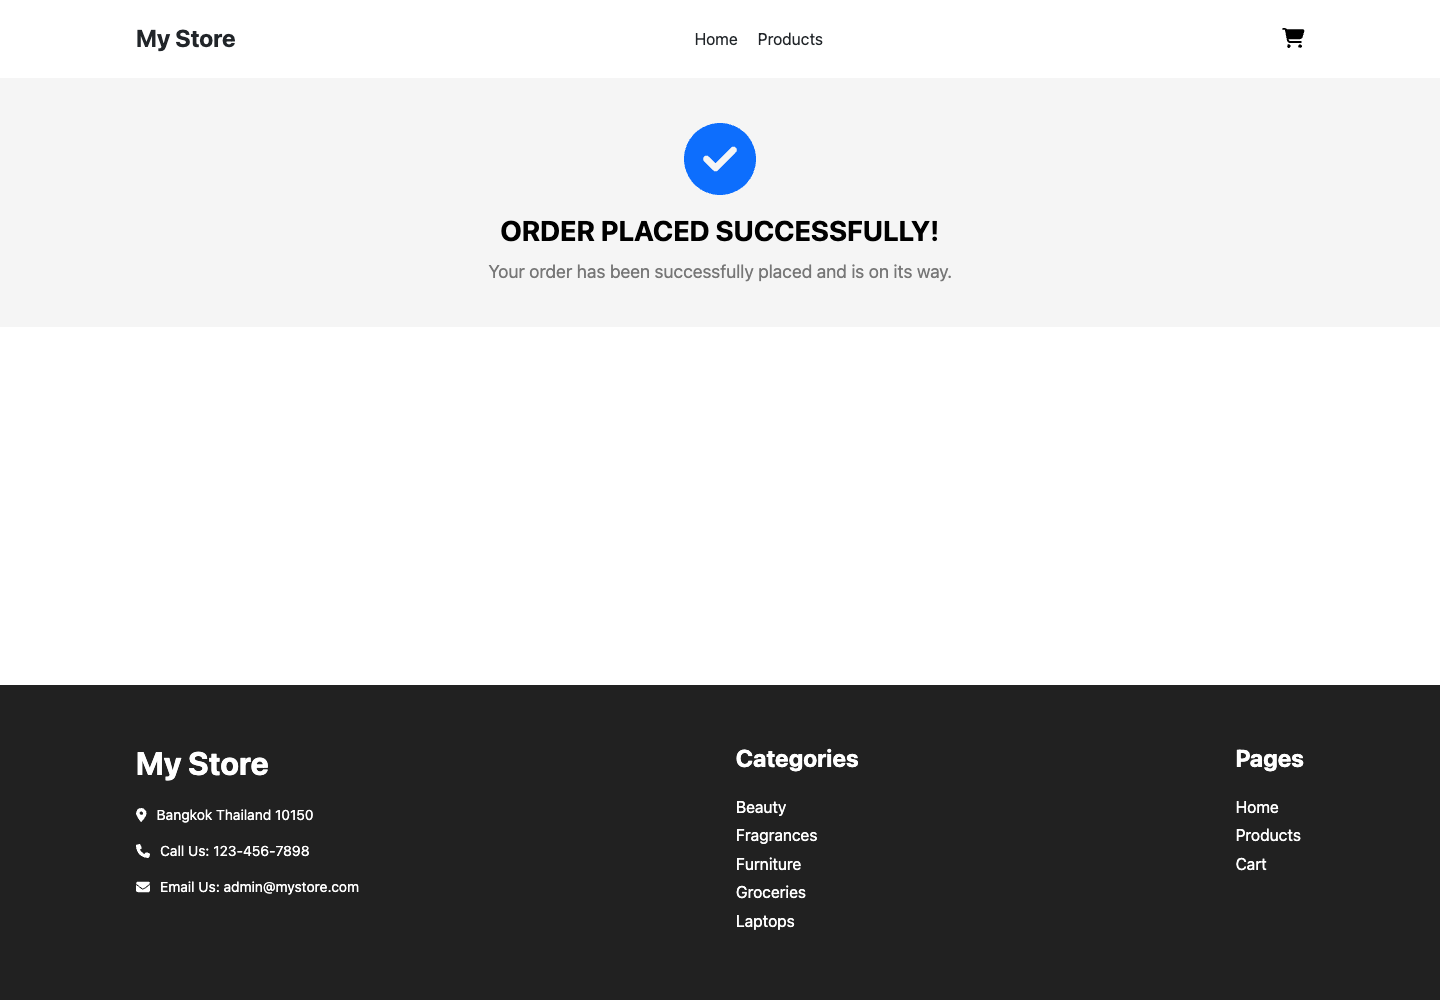 My Store
Home
Products
ORDER PLACED SUCCESSFULLY!
Your order has been successfully placed and is on its way.
My Store
Bangkok Thailand 10150
Call Us: 123-456-7898
Email Us: admin@mystore.com
Categories
Beauty
Fragrances
Furniture
Groceries
Laptops
Pages
Home
Products
Cart